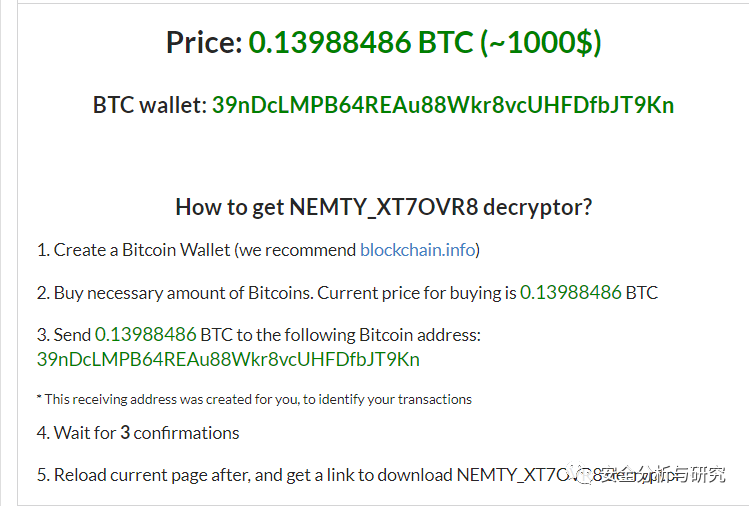 Price: 0.13988486 BTC (~1000$)
BTC wallet: 39nDcLMPB64REAu88Wkr8vcUHFDfbJT9Kn
How to get NEMTY_XT7OVR8 decryptor?
1. Create a Bitcoin Wallet (we recommend blockchain.info)
2. Buy necessary amount of Bitcoins. Current price for buying is 0.13988486 BTC
3. Send 0.13988486 BTC to the following Bitcoin address:
39nDcLMPB64REAu88Wkr8vcUHFDfbJT9Kn
* This receiving address was created for you, to identify your transactions
4. Wait for 3 confirmations
5. Reload current page after, and get a link to download NEMTY_XT7OVR8 decryptor
安全分析与研究